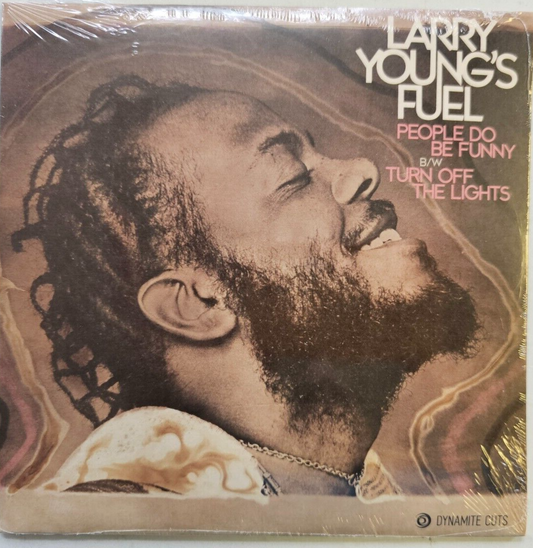 LARRY
YOUNG'S
FUEL
PEOPLE DO
BE FUNNY
B/W
TURN OFF
THE LIGHTS
DYNAMITE CUTS